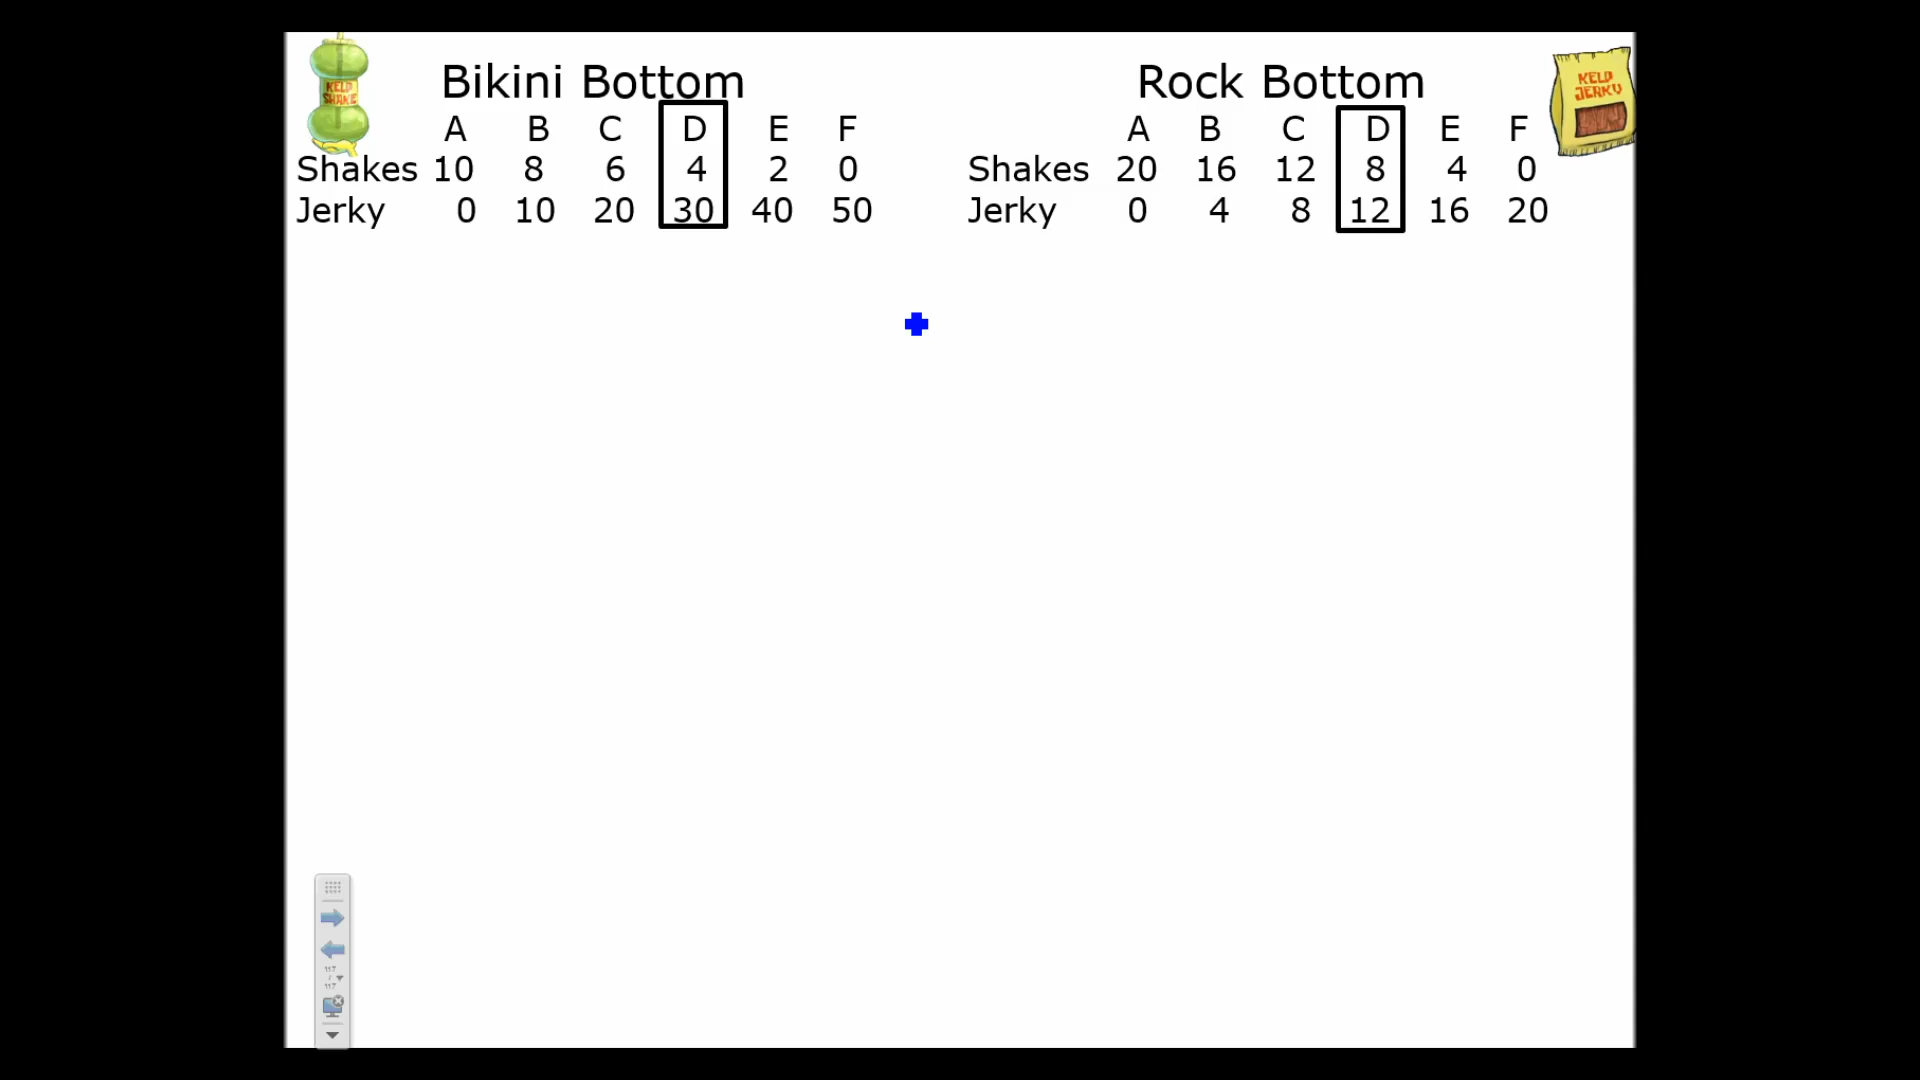 Bikini Bottom
A B C D E F
Shakes 10 8 6 4 2 0
Jerky 0 10 20 30 40 50
Rock Bottom
A B C D E F
Shakes 20 16 12 8 4 0
Jerky 0 4 8 12 16 20
KELP
SHAKE
KELP
JERKY